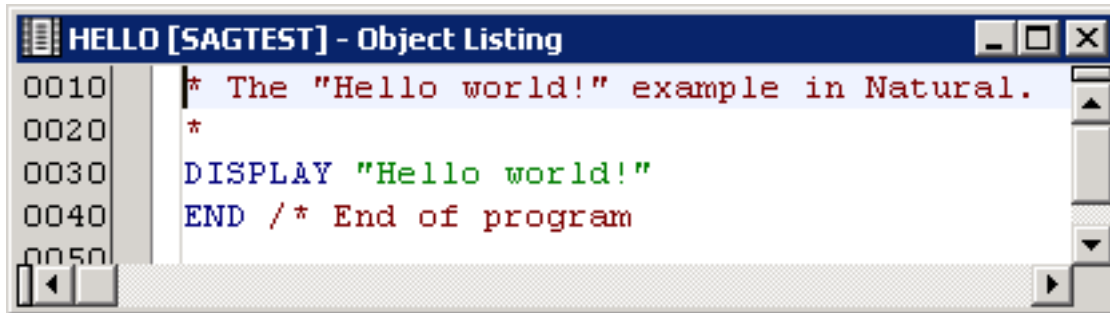 HELLO [SAGTEST] - Object Listing
0010 * The "Hello world!" example in Natural.
0020 *
0030 DISPLAY "Hello world!"
0040 END /* End of program
0050